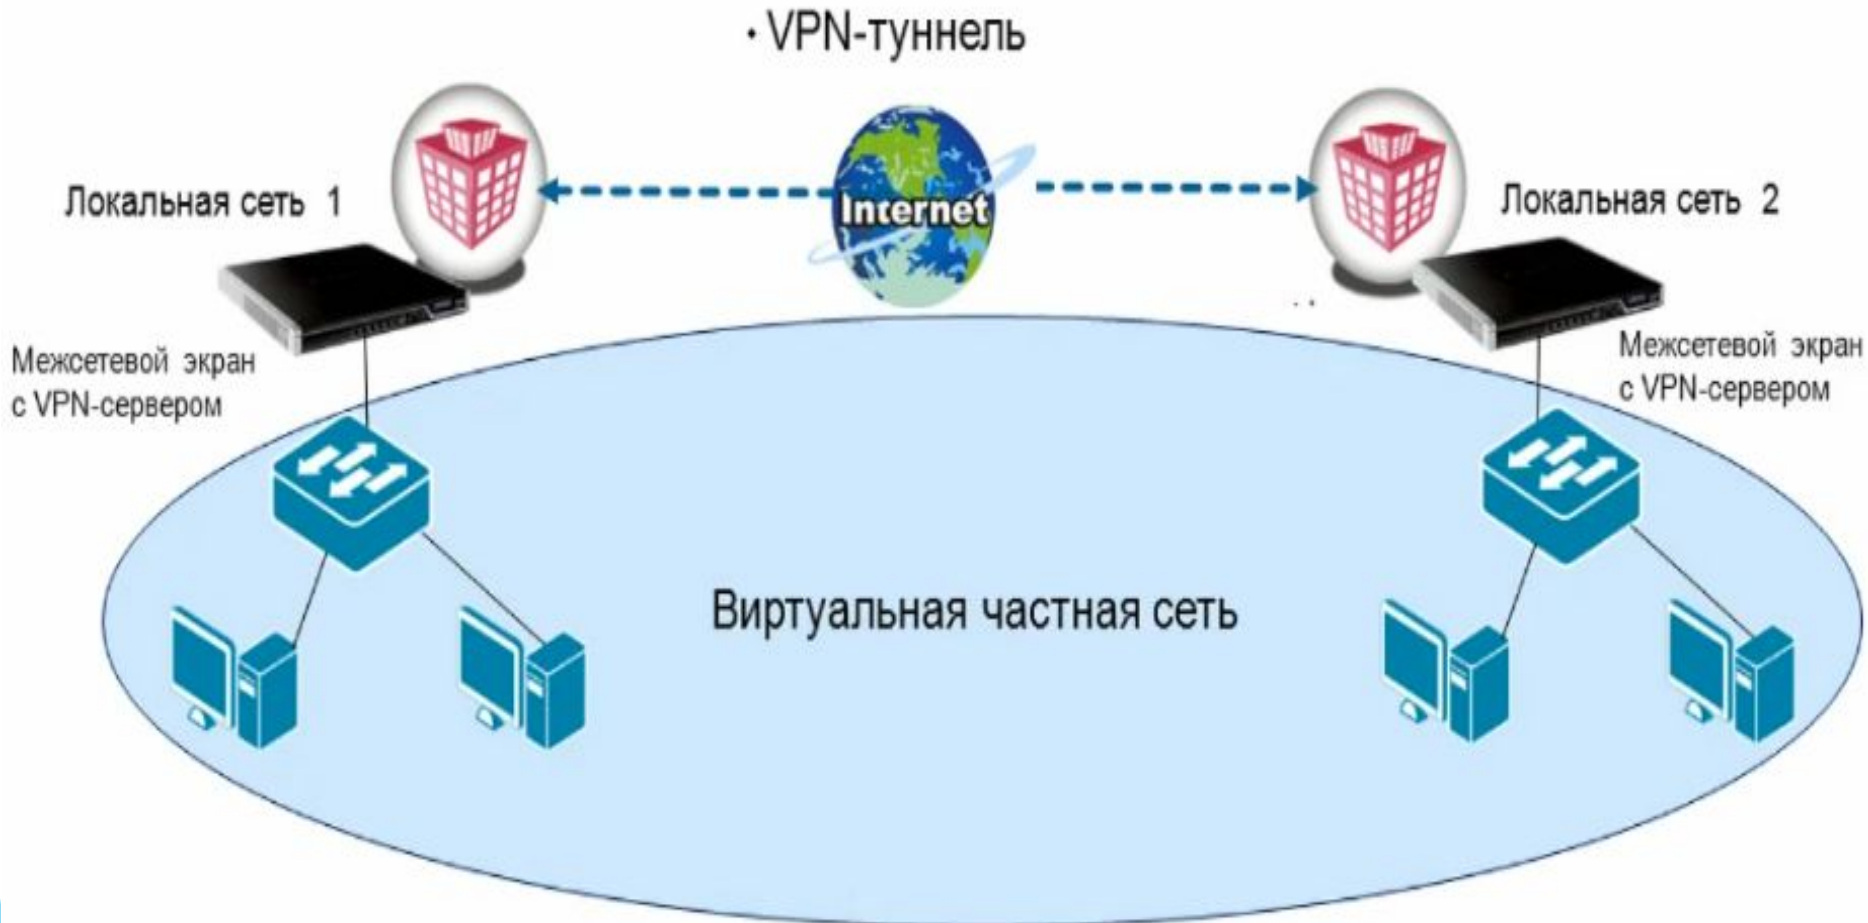 • VPN-туннель
Локальная сеть 1
Internet
Локальная сеть 2
Межсетевой экран
с VPN-сервером
Межсетевой экран
с VPN-сервером
Виртуальная частная сеть